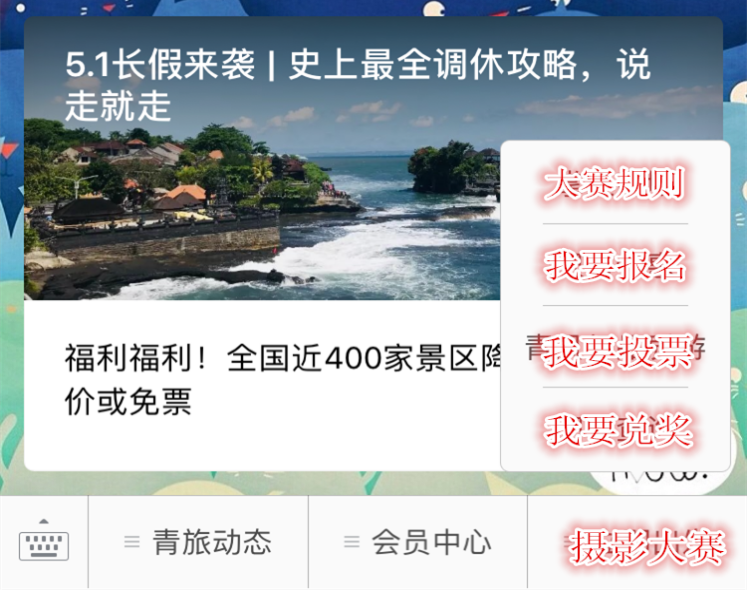 5.1长假来袭 | 史上最全调休攻略，说
走就走
大赛规则
我要报名
我要投票
我要兑奖
福利福利！全国近400家景区降
价或免票
青旅动态
会员中心
摄影大赛